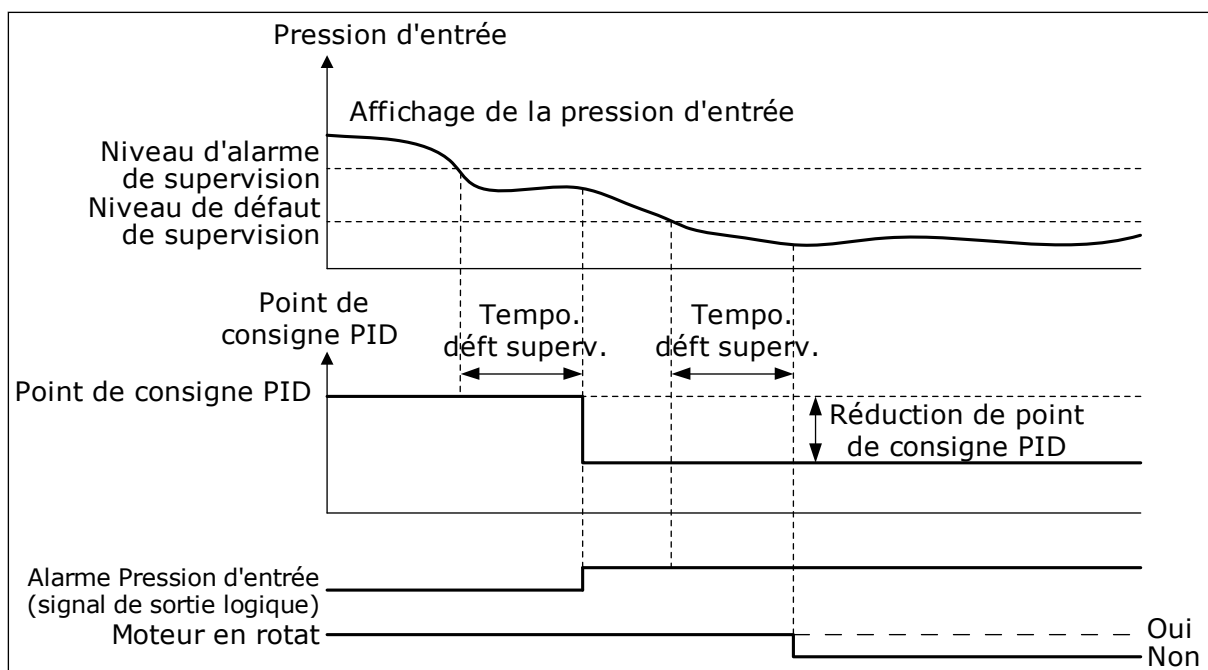 Pression d'entrée
Affichage de la pression d'entrée
Niveau d'alarme
de supervision
Niveau de défaut
de supervision
Point de
consigne PID
Tempo.
déft superv.
Tempo.
déft superv.
Point de consigne PID
Réduction de point
de consigne PID
Alarme Pression d'entrée
(signal de sortie logique)
Moteur en rotat
Oui
Non